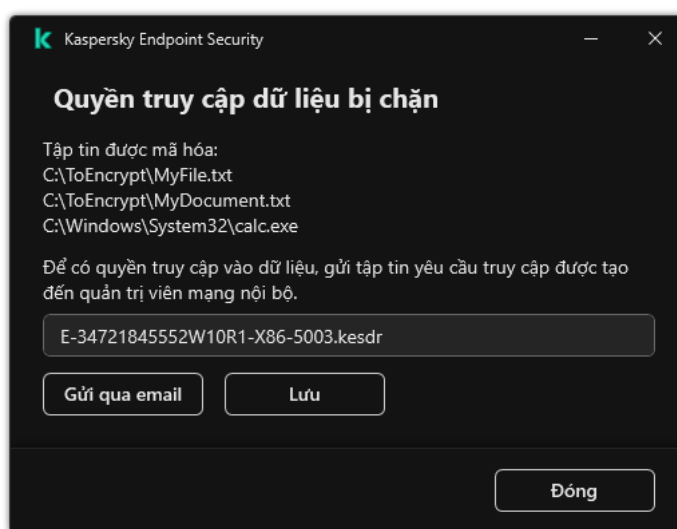 Kaspersky Endpoint Security
Quyền truy cập dữ liệu bị chặn
Tập tin được mã hóa:
C:\ToEncrypt\MyFile.txt
C:\ToEncrypt\MyDocument.txt
C:\Windows\System32\calc.exe
Để có quyền truy cập vào dữ liệu, gửi tập tin yêu cầu truy cập được tạo
đến quản trị viên mạng nội bộ.
E-34721845552W10R1-X86-5003.kesdr
Gửi qua email
Lưu
Đóng